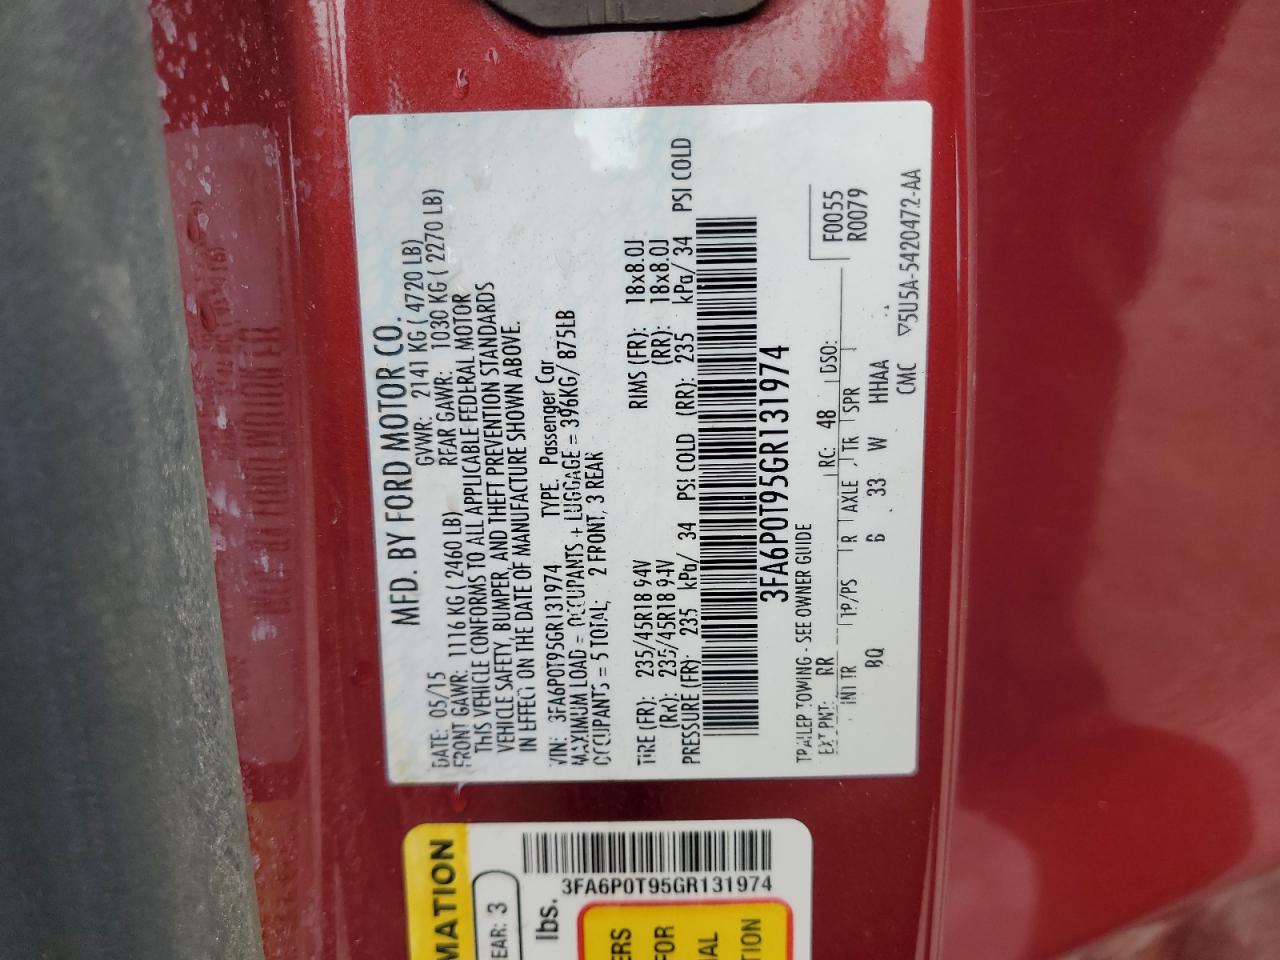 MFD. BY FORD MOTOR CO.
DATE: 05/15 GVWR: 2141 KG ( 4720 LB)
FRONT GAWR: 1116 KG ( 2460 LB) REAR GAWR: 1030 KG ( 2270 LB)
THIS VEHICLE CONFORMS TO ALL APPLICABLE FEDERAL MOTOR
VEHICLE SAFETY, BUMPER, AND THEFT PREVENTION STANDARDS
IN EFFECT ON THE DATE OF MANUFACTURE SHOWN ABOVE.
VIN: 3FA6P0T95GR131974 TYPE: Passenger Car
MAXIMUM LOAD = OCCUPANTS + LUGGAGE = 396KG/ 875LB
OCCUPANTS = 5 TOTAL, 2 FRONT, 3 REAR
TIRE (FR): 235/45R18 94V RIMS (FR): 18x8.0J
(RR): 235/45R18 94V (RR): 18x8.0J
PRESSURE (FR): 235 kPa/ 34 PSI COLD (RR): 235 kPa/ 34 PSI COLD
3FA6P0T95GR131974
TRAILER TOWING - SEE OWNER GUIDE F0055
EXT PNT: RR RC: 48 DSO: R0079
INT TR TP/PS R AXLE TR SPR
BQ B 33 W HHAA
CMC ▽5U5A-5420472-AA
MATION
EAR: 3
lbs.
3FA6P0T95GR131974
ERS
FOR
IAL
TION